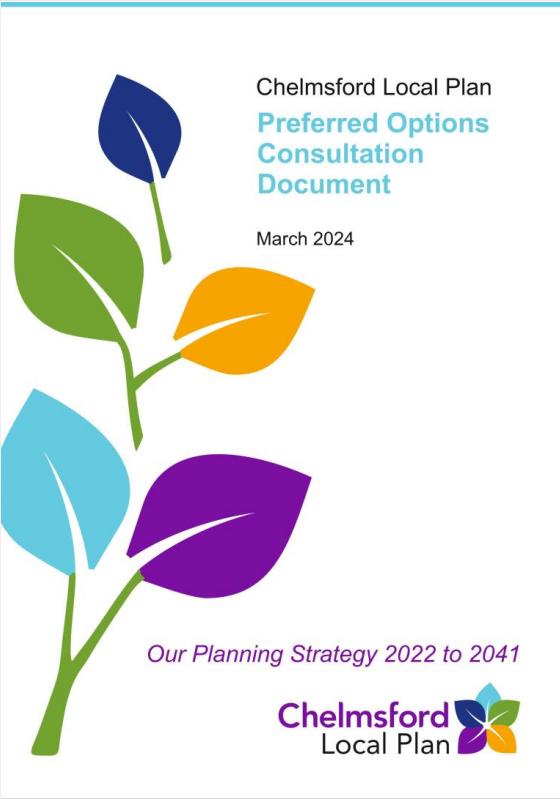 Chelmsford Local Plan
Preferred Options
Consultation
Document
March 2024
Our Planning Strategy 2022 to 2041
Chelmsford
Local Plan